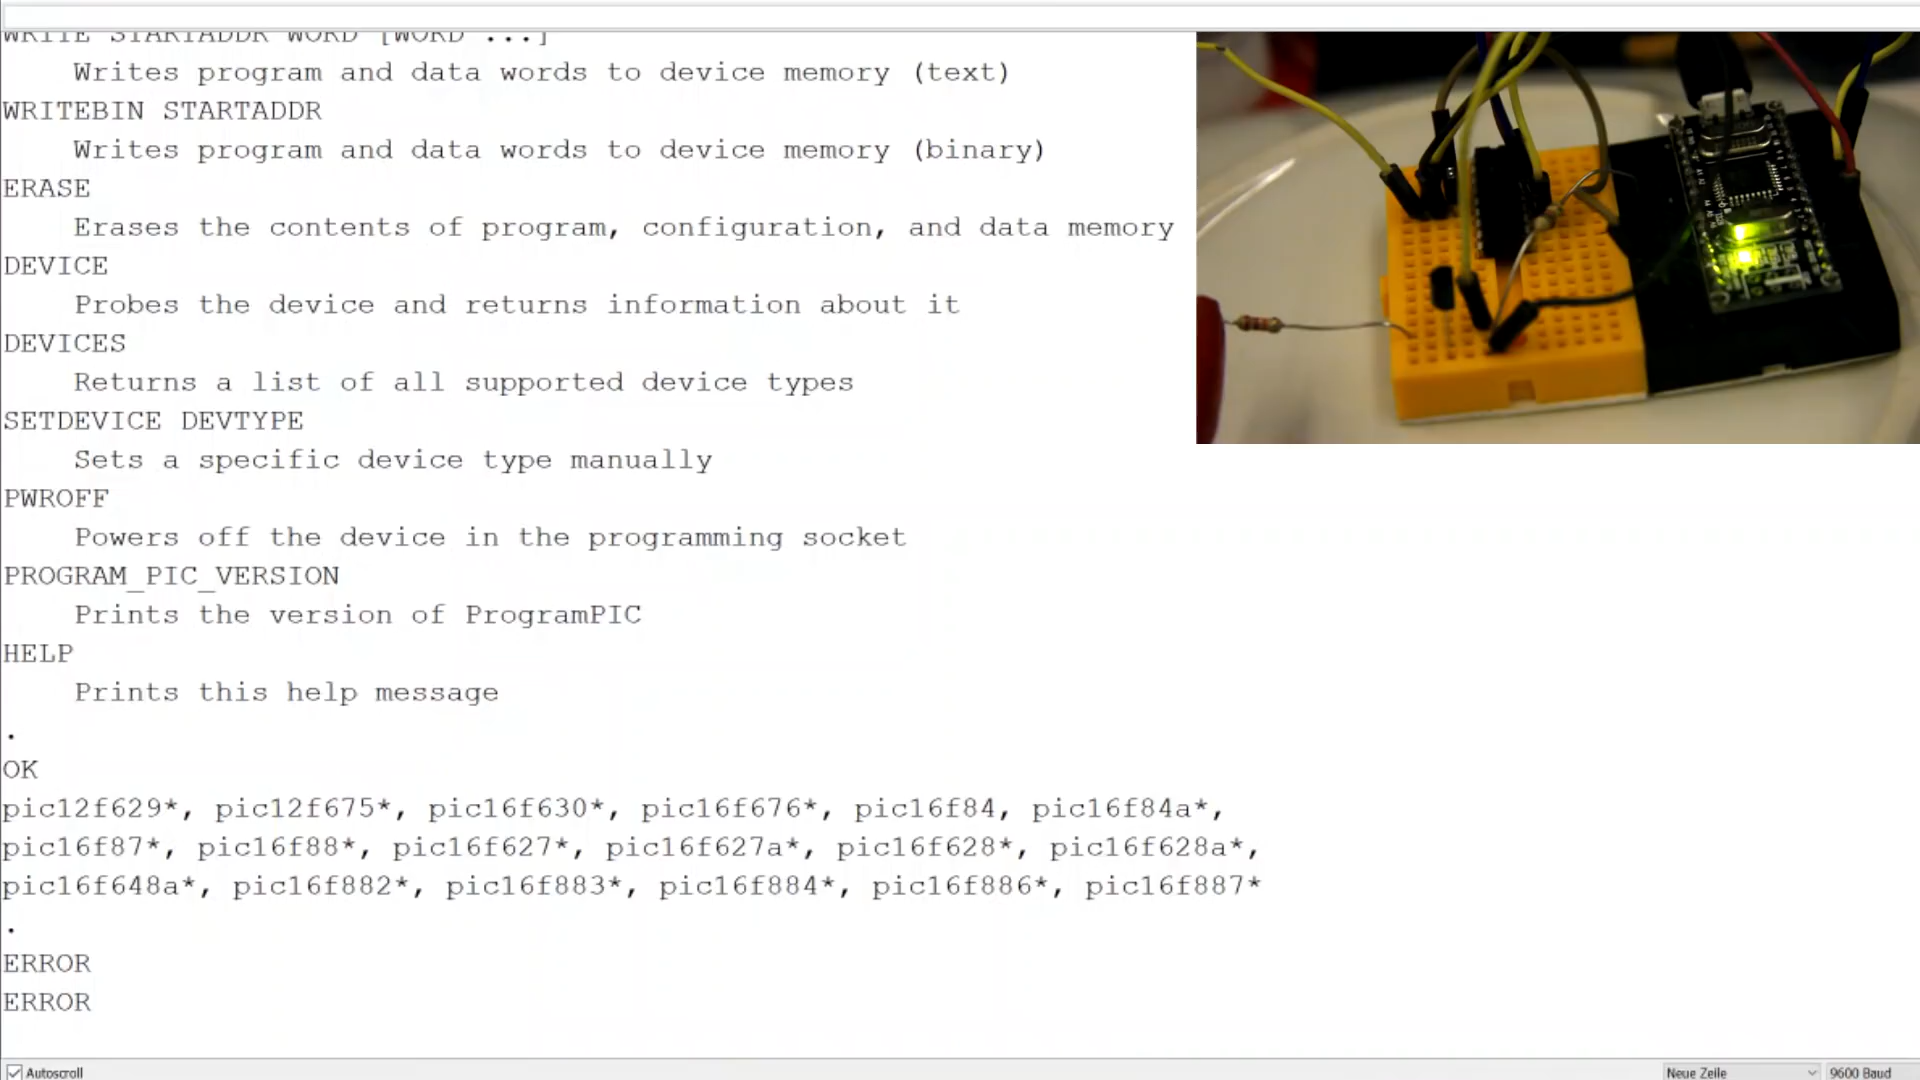 WRITE STARTADDR WORD [WORD ...]
Writes program and data words to device memory (text)
WRITEBIN STARTADDR
Writes program and data words to device memory (binary)
ERASE
Erases the contents of program, configuration, and data memory
DEVICE
Probes the device and returns information about it
DEVICES
Returns a list of all supported device types
SETDEVICE DEVTYPE
Sets a specific device type manually
PWROFF
Powers off the device in the programming socket
PROGRAM_PIC_VERSION
Prints the version of ProgramPIC
HELP
Prints this help message
.
OK
pic12f629*, pic12f675*, pic16f630*, pic16f676*, pic16f84, pic16f84a*,
pic16f87*, pic16f88*, pic16f627*, pic16f627a*, pic16f628*, pic16f628a*,
pic16f648a*, pic16f882*, pic16f883*, pic16f884*, pic16f886*, pic16f887*
.
ERROR
ERROR
Autoscroll
Neue Zeile
9600 Baud